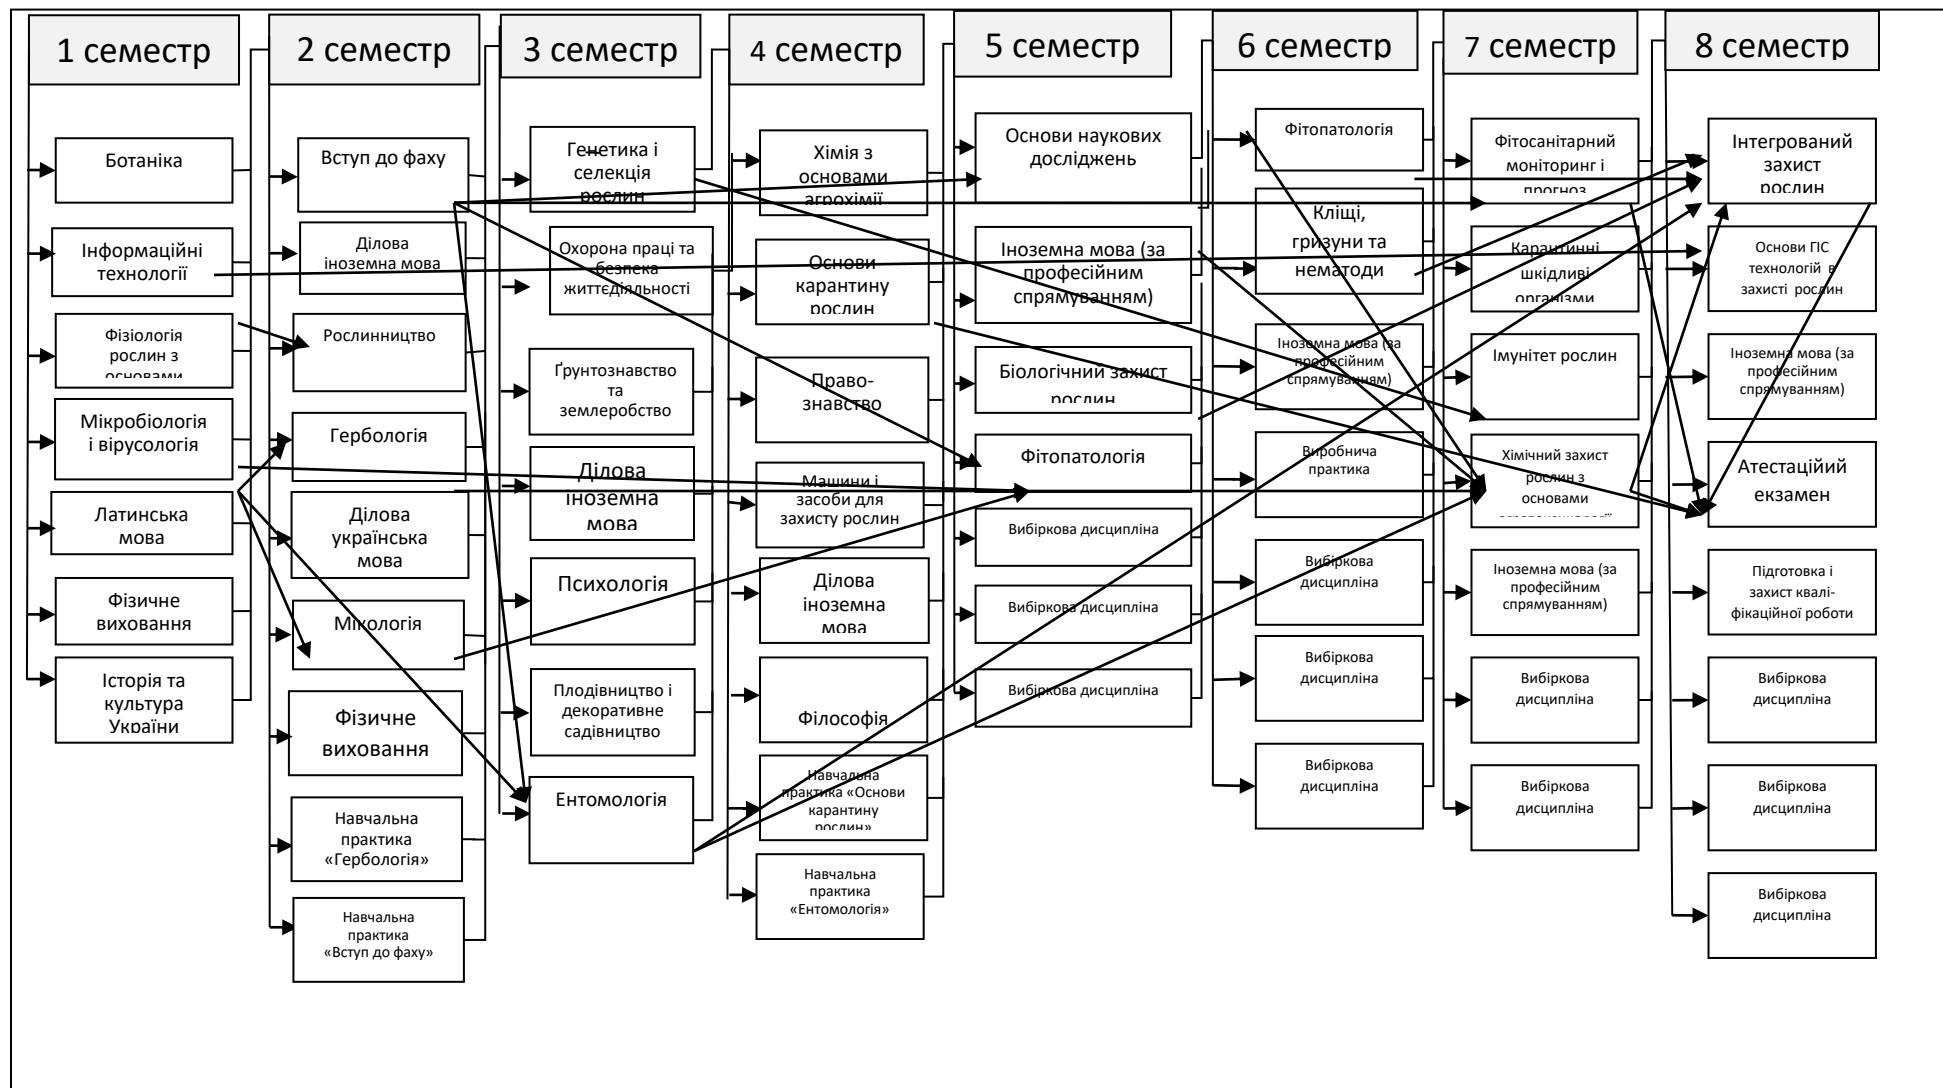 1 семестр
Ботаніка
Інформаційні
технології
Фізіологія
рослин з
основами
Мікробіологія
і вірусологія
Латинська
мова
Фізичне
виховання
Історія та
культура
України
2 семестр
Вступ до фаху
Ділова
іноземна мова
Рослинництво
Гербологія
Ділова
українська
мова
Мікологія
Фізичне
виховання
Навчальна
практика
«Гербологія»
Навчальна
практика
«Вступ до фаху»
3 семестр
Генетика і
селекція
рослин
Охорона праці та
безпека
життєдіяльності
Ґрунтознавство
та
землеробство
Ділова
іноземна
мова
Психологія
Плодівництво і
декоративне
садівництво
Ентомологія
4 семестр
Хімія з
основами
агрохімії
Основи
карантину
рослин
Право-
знавство
Машини і
засоби для
захисту рослин
Ділова
іноземна
мова
Філософія
Навчальна
практика «Основи
карантину
рослин»
Навчальна
практика
«Ентомологія»
5 семестр
Основи наукових
досліджень
Іноземна мова (за
професійним
спрямуванням)
Біологічний захист
рослин
Фітопатологія
Вибіркова дисципліна
Вибіркова дисципліна
Вибіркова дисципліна
6 семестр
Фітопатологія
Кліщі,
гризуни та
нематоди
Іноземна мова (за
професійним
спрямуванням)
Виробнича
практика
Вибіркова
дисципліна
Вибіркова
дисципліна
Вибіркова
дисципліна
7 семестр
Фітосанітарний
моніторинг і
прогноз
Карантинні
шкідливі
організми
Імунітет рослин
Хімічний захист
рослин з
основами
Іноземна мова (за
професійним
спрямуванням)
Вибіркова
дисципліна
Вибіркова
дисципліна
8 семестр
Інтегрований
захист
рослин
Основи ГІС
технологій в
захисті рослин
Іноземна мова (за
професійним
спрямуванням)
Атестаційий
екзамен
Підготовка і
захист квалі-
фікаційної роботи
Вибіркова
дисципліна
Вибіркова
дисципліна
Вибіркова
дисципліна